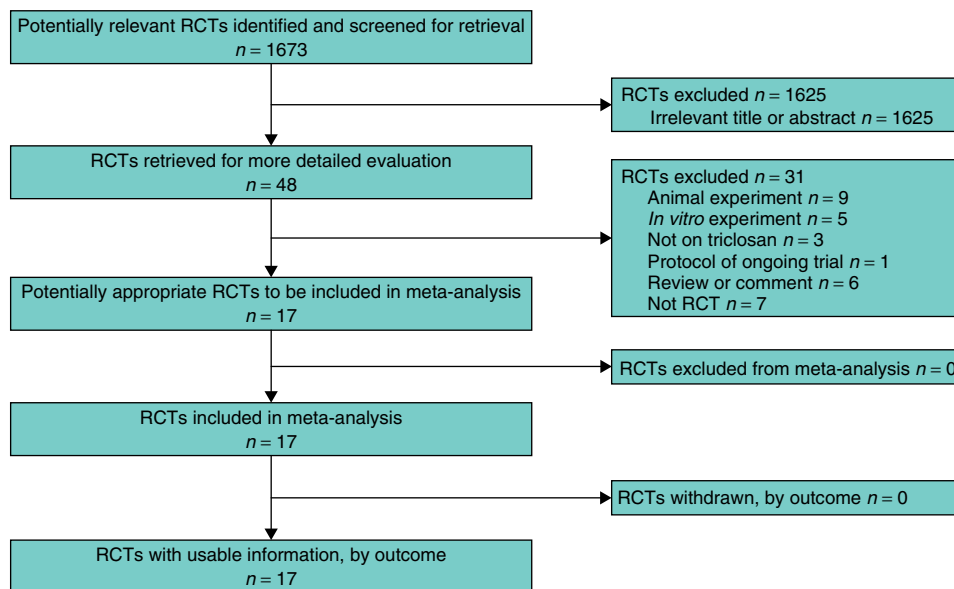 Potentially relevant RCTs identified and screened for retrieval
n = 1673
RCTs excluded n = 1625
Irrelevant title or abstract n = 1625
RCTs retrieved for more detailed evaluation
n = 48
RCTs excluded n = 31
Animal experiment n = 9
In vitro experiment n = 5
Not on triclosan n = 3
Protocol of ongoing trial n = 1
Review or comment n = 6
Not RCT n = 7
Potentially appropriate RCTs to be included in meta-analysis
n = 17
RCTs excluded from meta-analysis n = 0
RCTs included in meta-analysis
n = 17
RCTs withdrawn, by outcome n = 0
RCTs with usable information, by outcome
n = 17